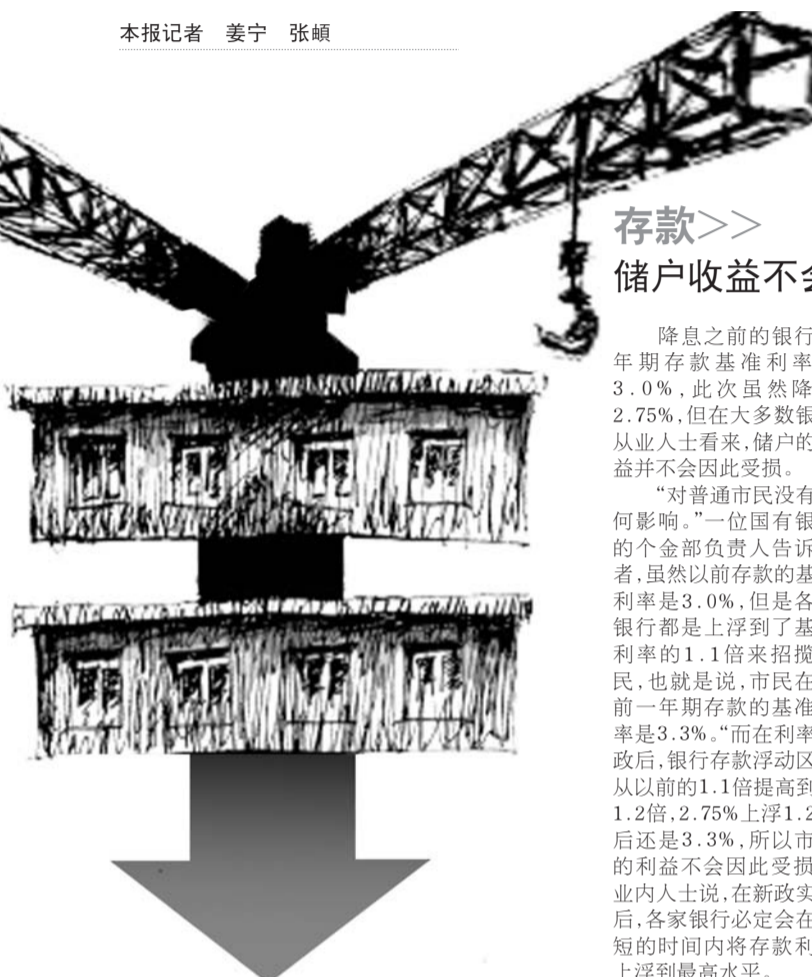 本报记者　姜宁　张頔
存款>>
储户收益不会
降息之前的银行
年期存款基准利率
3.0%，此次虽然降
2.75%，但在大多数银
从业人士看来，储户的
益并不会因此受损。
“对普通市民没有
何影响。”一位国有银
的个金部负责人告诉
者，虽然以前存款的基
利率是3.0%，但是各
银行都是上浮到了基
利率的1.1倍来招揽
民，也就是说，市民在
前一年期存款的基准
率是3.3%。“而在利率
政后，银行存款浮动区
从以前的1.1倍提高到
1.2倍，2.75%上浮1.2
后还是3.3%，所以市
的利益不会因此受损
业内人士说，在新政实
后，各家银行必定会在
短的时间内将存款利
上浮到最高水平。